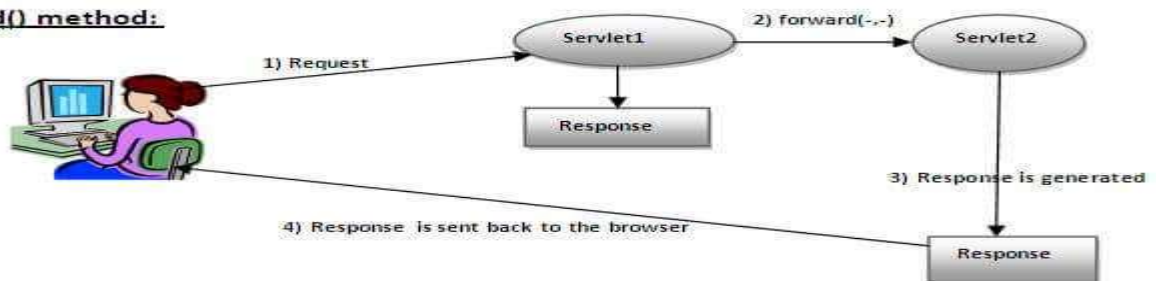 d() method:
1) Request
Servlet1
2) forward(-,-)
Servlet2
Response
3) Response is generated
4) Response is sent back to the browser
Response